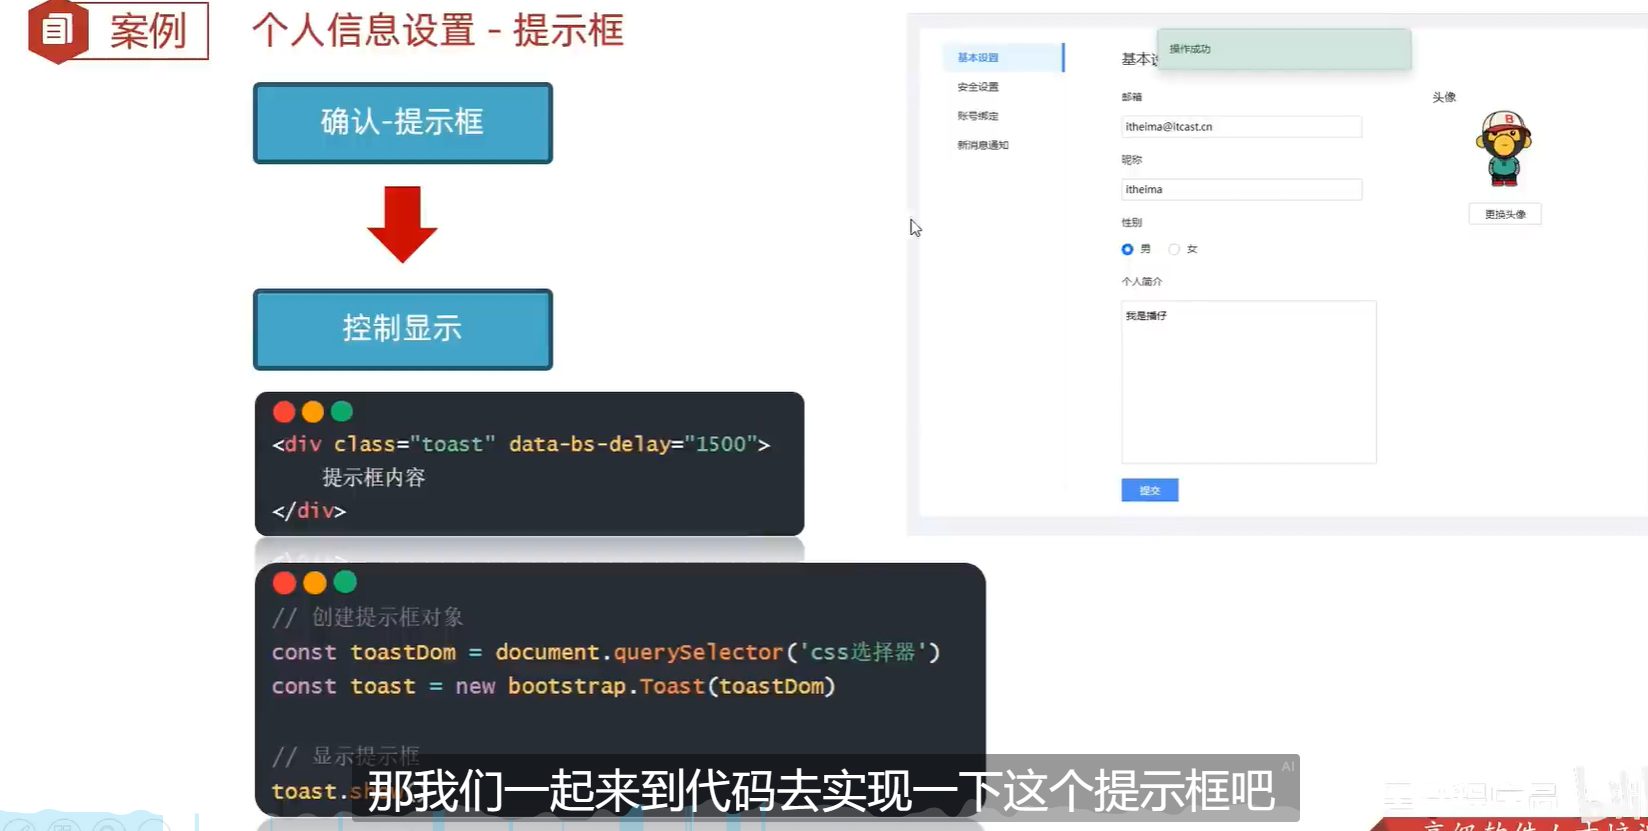 案例
个人信息设置 - 提示框
确认-提示框
控制显示
<div class="toast" data-bs-delay="1500">
提示框内容
</div>
// 创建提示框对象
const toastDom = document.querySelector('css选择器')
const toast = new bootstrap.Toast(toastDom)
// 显示提示框
toast.show
那我们一起来到代码去实现一下这个提示框吧
AI
基本设置
安全设置
账号绑定
新消息通知
操作成功
基本设
邮箱
itheima@itcast.cn
昵称
itheima
性别
男 女
个人简介
我是播仔
提交
头像
B
更换头像